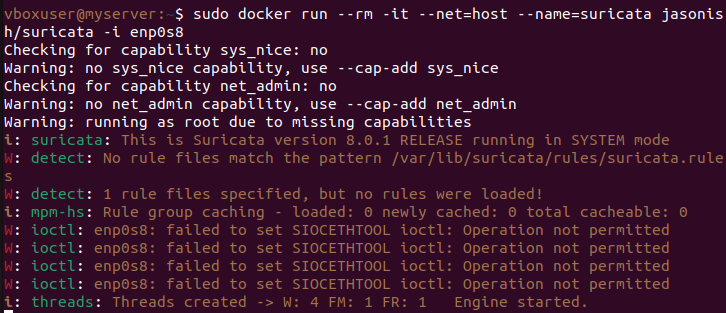 vboxuser@myserver:~$ sudo docker run --rm -it --net=host --name=suricata jasonis
h/suricata -i enp0s8
Checking for capability sys_nice: no
Warning: no sys_nice capability, use --cap-add sys_nice
Checking for capability net_admin: no
Warning: no net_admin capability, use --cap-add net_admin
Warning: running as root due to missing capabilities
i: suricata: This is Suricata version 8.0.1 RELEASE running in SYSTEM mode
W: detect: No rule files match the pattern /var/lib/suricata/rules/suricata.rule
s
W: detect: 1 rule files specified, but no rules were loaded!
i: mpm-hs: Rule group caching - loaded: 0 newly cached: 0 total cacheable: 0
W: ioctl: enp0s8: failed to set SIOCETHTOOL ioctl: Operation not permitted
W: ioctl: enp0s8: failed to set SIOCETHTOOL ioctl: Operation not permitted
W: ioctl: enp0s8: failed to set SIOCETHTOOL ioctl: Operation not permitted
W: ioctl: enp0s8: failed to set SIOCETHTOOL ioctl: Operation not permitted
i: threads: Threads created -> W: 4 FM: 1 FR: 1   Engine started.